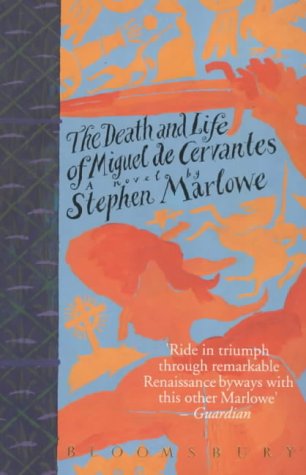 The Death and Life
of Miguel de Cervantes
A novel by
Stephen Marlowe
'Ride in triumph
through remarkable
Renaissance byways with
this other Marlowe'
– Guardian
BLOOMSBURY